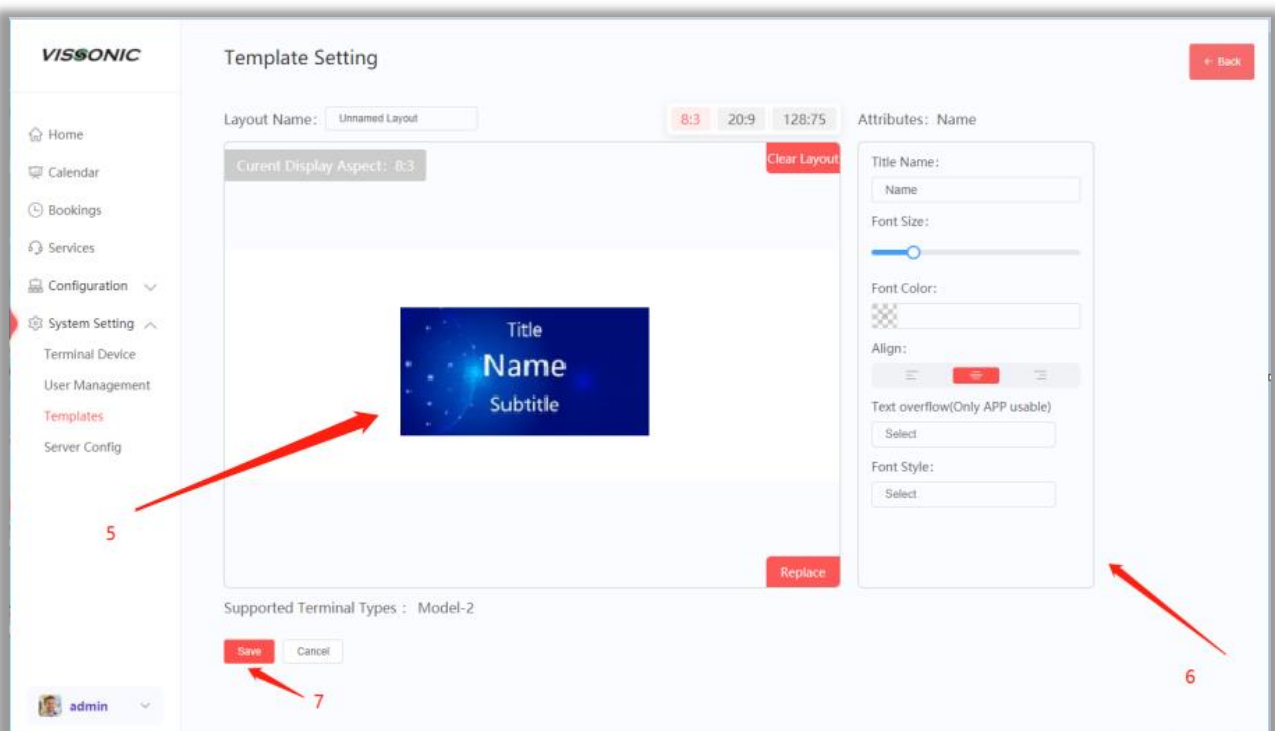 VISSONIC
Template Setting
← Back
Layout Name: Unnamed Layout
8:3 20:9 128:75
Attributes: Name
Home
Calendar
Bookings
Services
Configuration
System Setting
Terminal Device
User Management
Templates
Server Config
Curent Display Aspect: 8:3
Clear Layout
Title
Name
Subtitle
Replace
Title Name:
Name
Font Size:
Font Color:
Align:
Text overflow(Only APP usable)
Select
Font Style:
Select
5
6
Supported Terminal Types : Model-2
Save Cancel
7
admin